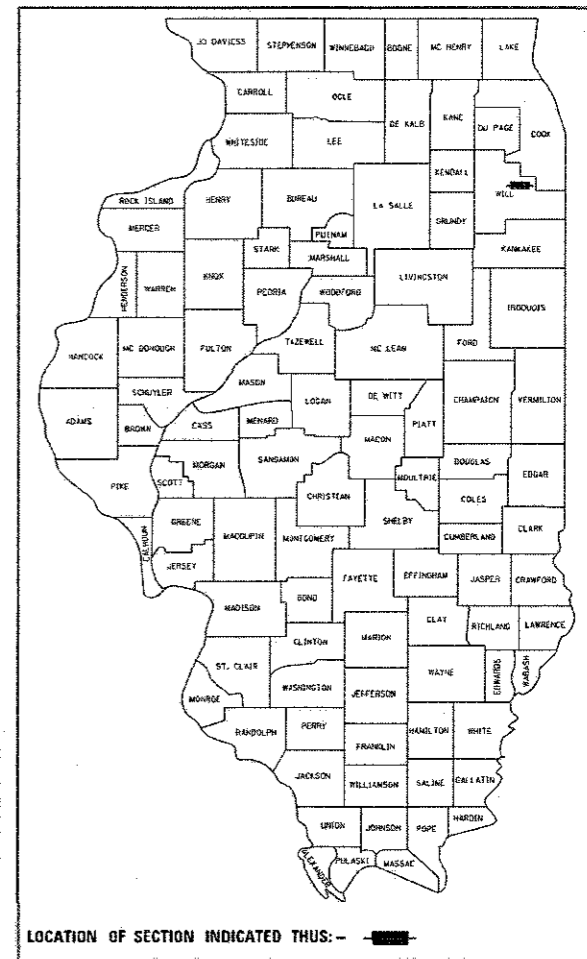 JO DAVIESS STEPHENSON WINNEBAGO BOONE MC HENRY LAKE
CARROLL OGLE DE KALB KANE DU PAGE COOK
WHITESIDE LEE KENDALL WILL
ROCK ISLAND HENRY BUREAU LA SALLE GRUNDY
MERCER STARK PUTNAM MARSHALL KANKAKEE
HENDERSON WARREN KNOX PEORIA WOODFORD LIVINGSTON IROQUOIS
HANCOCK MC DONOUGH FULTON TAZEWELL MC LEAN FORD
SCHUYLER MASON LOGAN DE WITT CHAMPAIGN VERMILION
ADAMS BROWN CASS MENARD MACON PIATT
PIKE SCOTT MORGAN SANGAMON CHRISTIAN MOULTRIE DOUGLAS EDGAR
COLES
CALHOUN GREENE MACOUPIN MONTGOMERY SHELBY CUMBERLAND CLARK
JERSEY FAYETTE EFFINGHAM JASPER CRAWFORD
MADISON BOND CLAY RICHLAND LAWRENCE
CLINTON MARION
ST. CLAIR WAYNE EDWARDS WABASH
MONROE WASHINGTON JEFFERSON
RANDOLPH PERRY HAMILTON WHITE
FRANKLIN
JACKSON WILLIAMSON SALINE GALLATIN
UNION JOHNSON POPE HARDIN
ALEXANDER PULASKI MASSAC
LOCATION OF SECTION INDICATED THUS: -